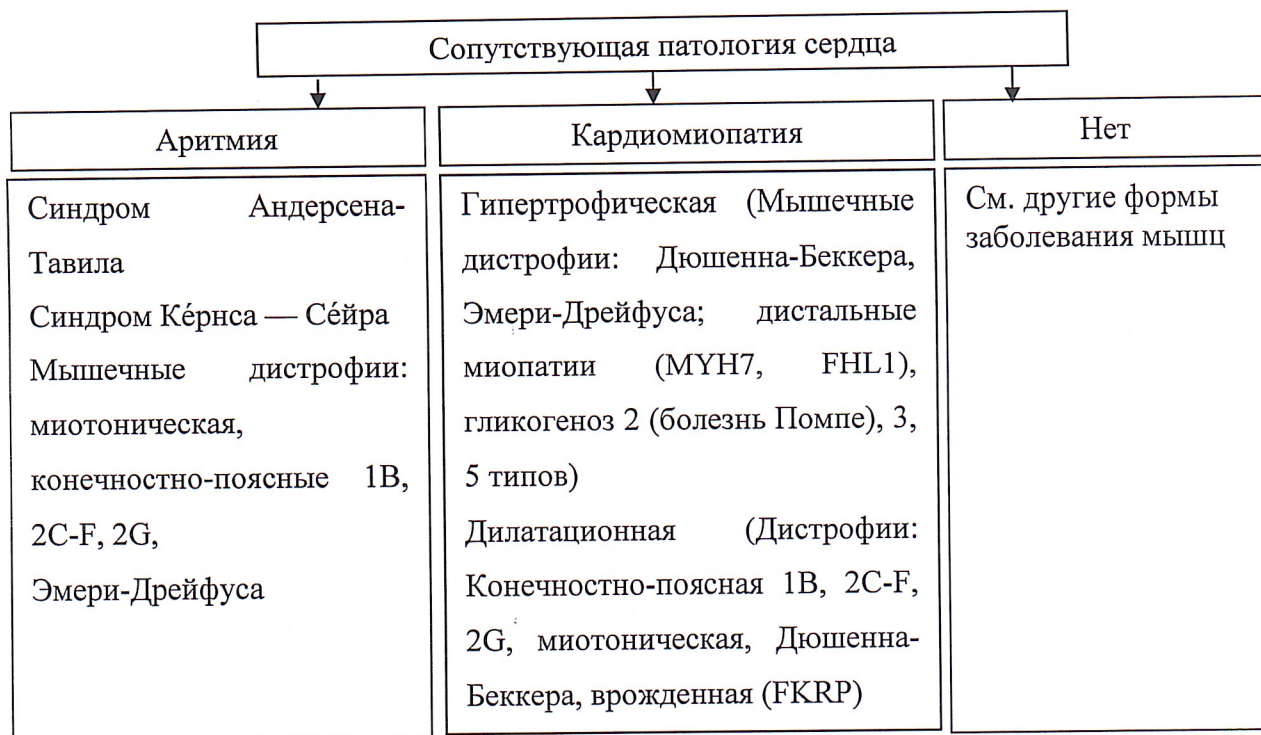 Сопутствующая патология сердца
Аритмия
Кардиомиопатия
Нет
Синдром Андерсена-
Тавила
Синдром Ке́рнса — Се́йра
Мышечные дистрофии:
миотоническая,
конечностно-поясные 1В,
2C-F, 2G,
Эмери-Дрейфуса
Гипертрофическая (Мышечные
дистрофии: Дюшенна-Беккера,
Эмери-Дрейфуса; дистальные
миопатии (MYH7, FHL1),
гликогеноз 2 (болезнь Помпе), 3,
5 типов)
Дилатационная (Дистрофии:
Конечностно-поясная 1В, 2C-F,
2G, миотоническая, Дюшенна-
Беккера, врожденная (FKRP)
См. другие формы
заболевания мышц